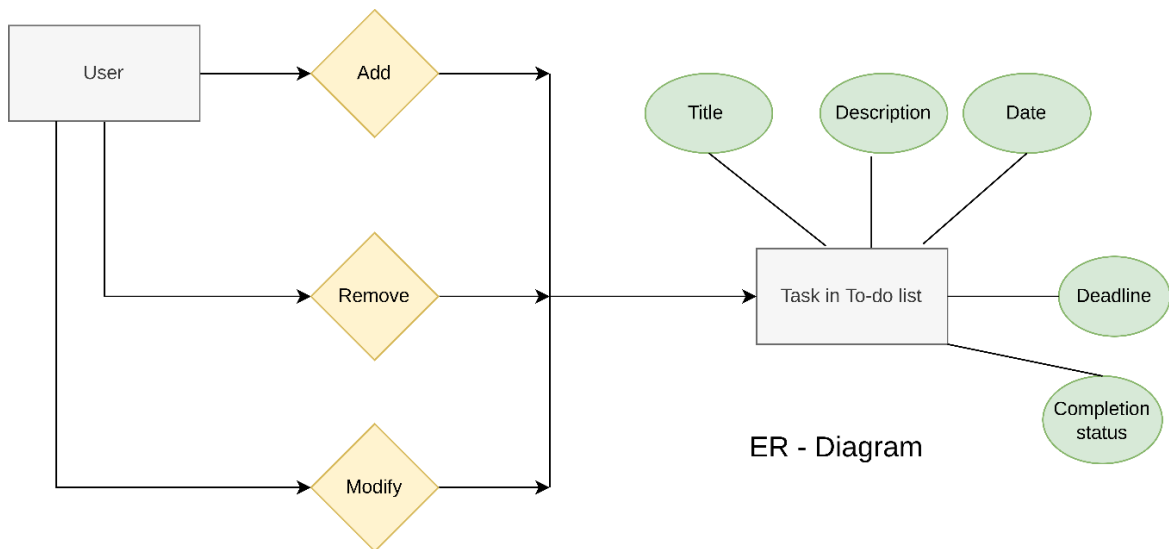 User
Add
Title
Description
Date
Remove
Task in To-do list
Deadline
Completion
status
ER - Diagram
Modify